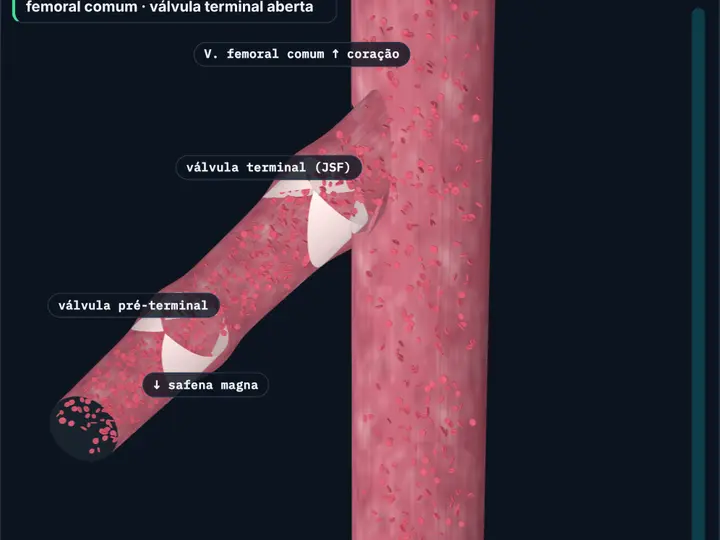 femoral comum · válvula terminal aberta
V. femoral comum ↑ coração
válvula terminal (JSF)
válvula pré-terminal
↓ safena magna